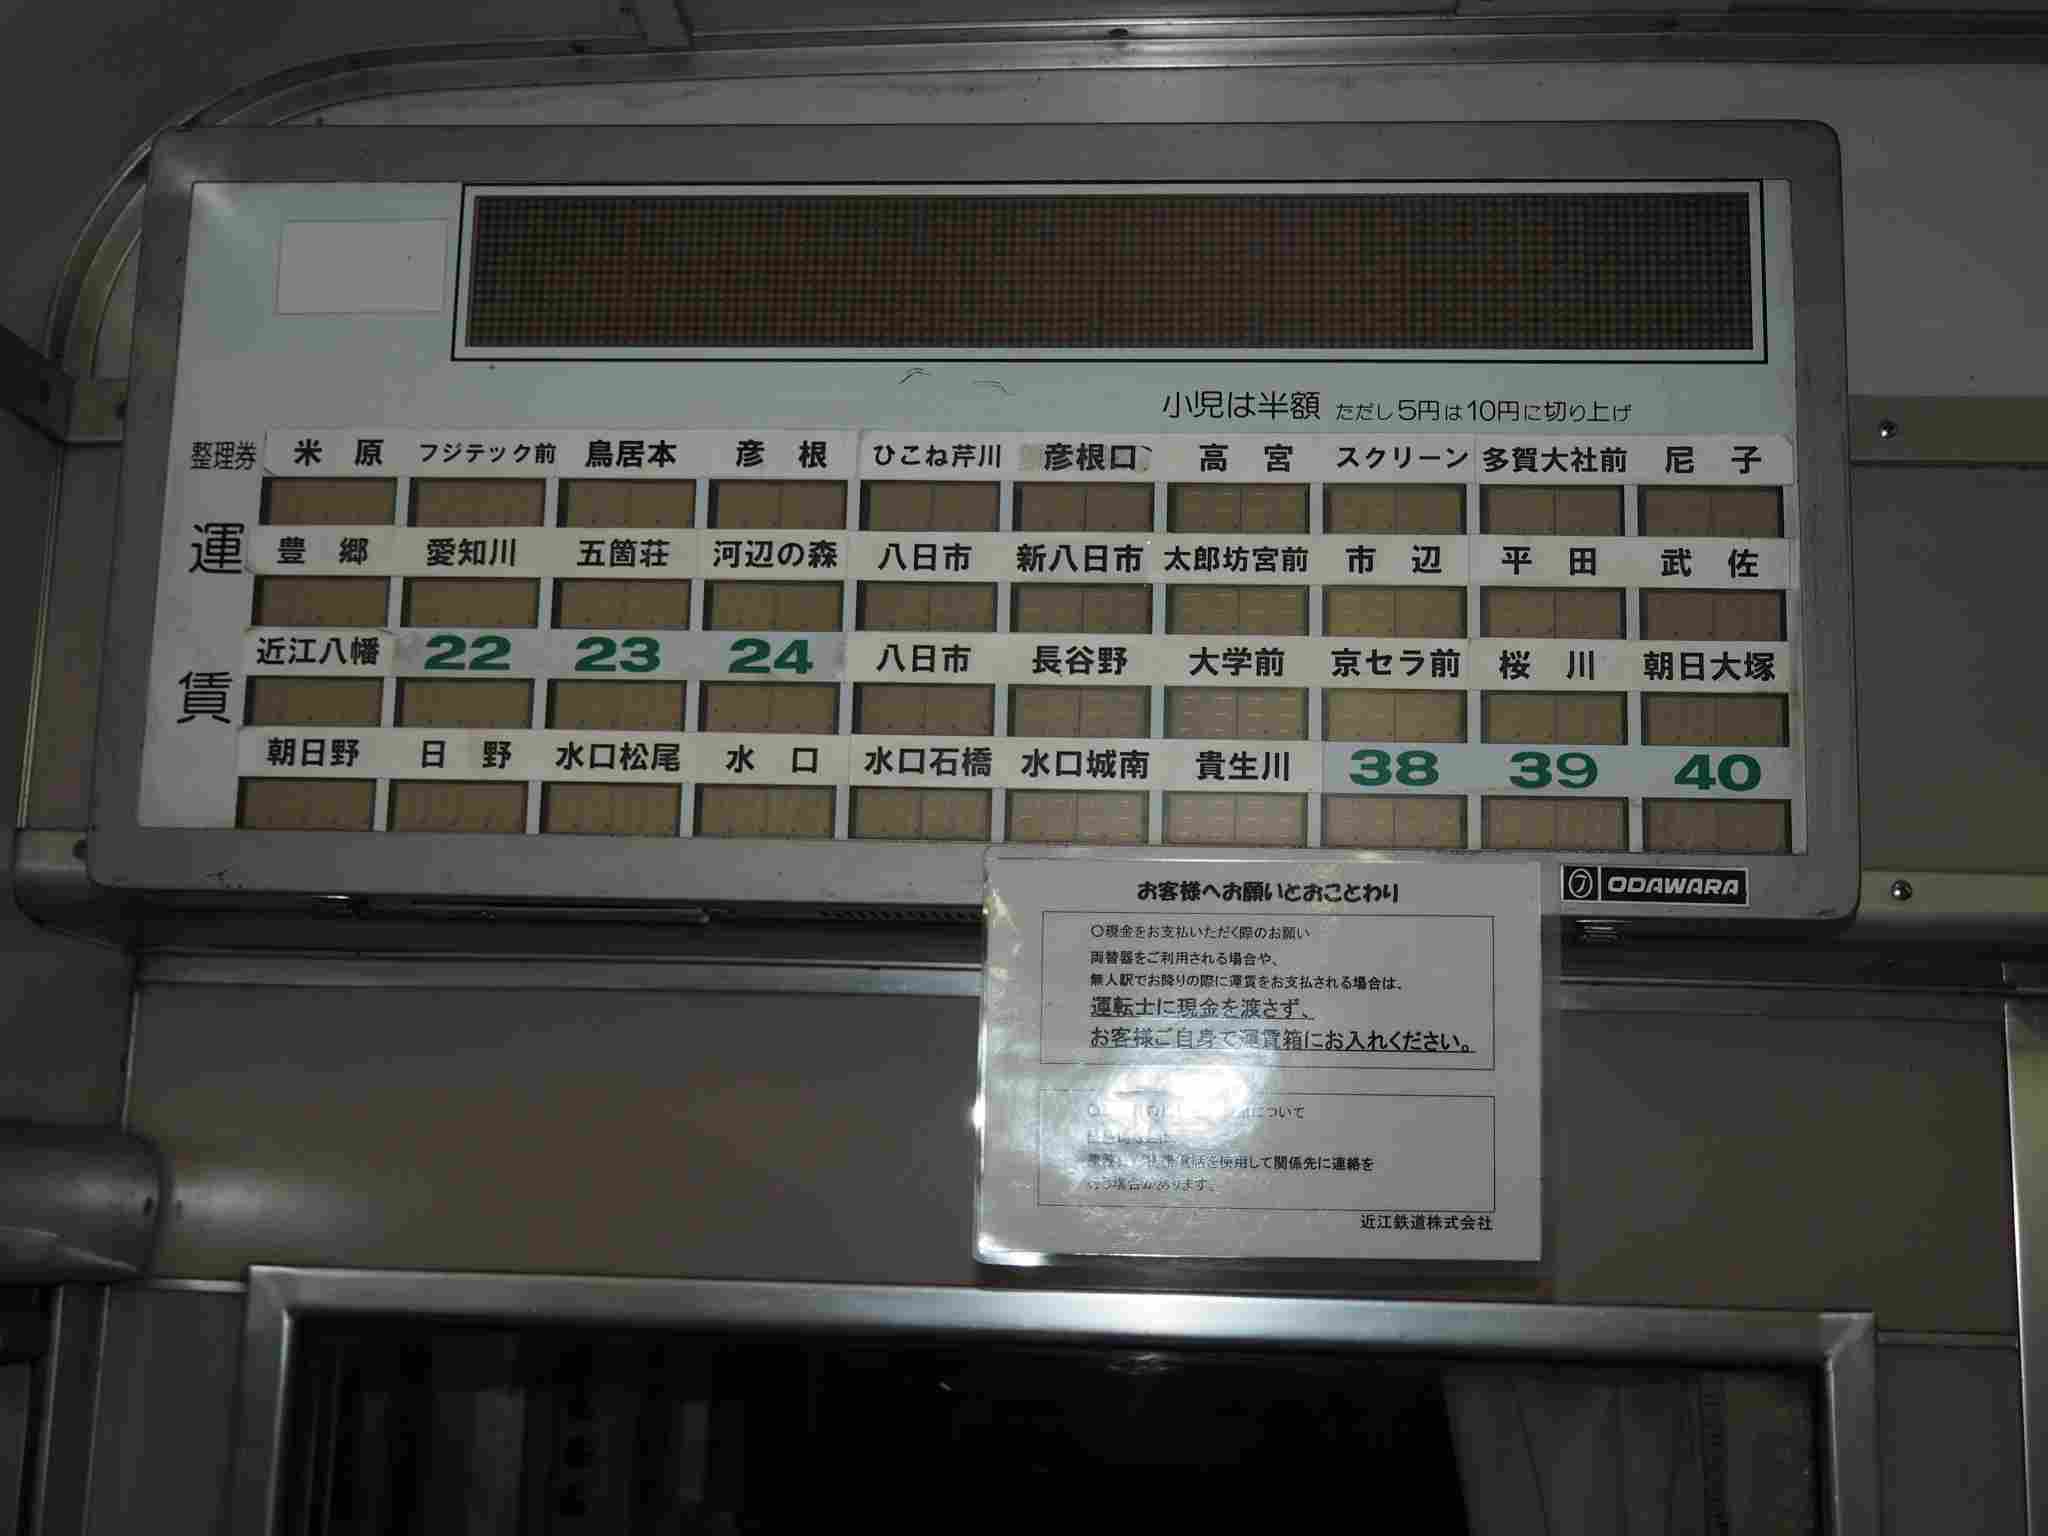 小児は半額 ただし5円は10円に切り上げ
整理券 米原 フジテック前 鳥居本 彦根 ひこね芹川 彦根口 高宮 スクリーン 多賀大社前 尼子
運賃
豊郷 愛知川 五箇荘 河辺の森 八日市 新八日市 太郎坊宮前 市辺 平田 武佐
近江八幡 22 23 24 八日市 長谷野 大学前 京セラ前 桜川 朝日大塚
朝日野 日野 水口松尾 水口 水口石橋 水口城南 貴生川 38 39 40
フ ODAWARA
お客様へお願いとおことわり
〇現金をお支払いただく際のお願い
両替器をご利用される場合や、
無人駅でお降りの際に運賃をお支払される場合は、
運転士に現金を渡さず、
お客様ご自身で運賃箱にお入れください。
について
を使用して関係先に連絡を
場合があります。
近江鉄道株式会社